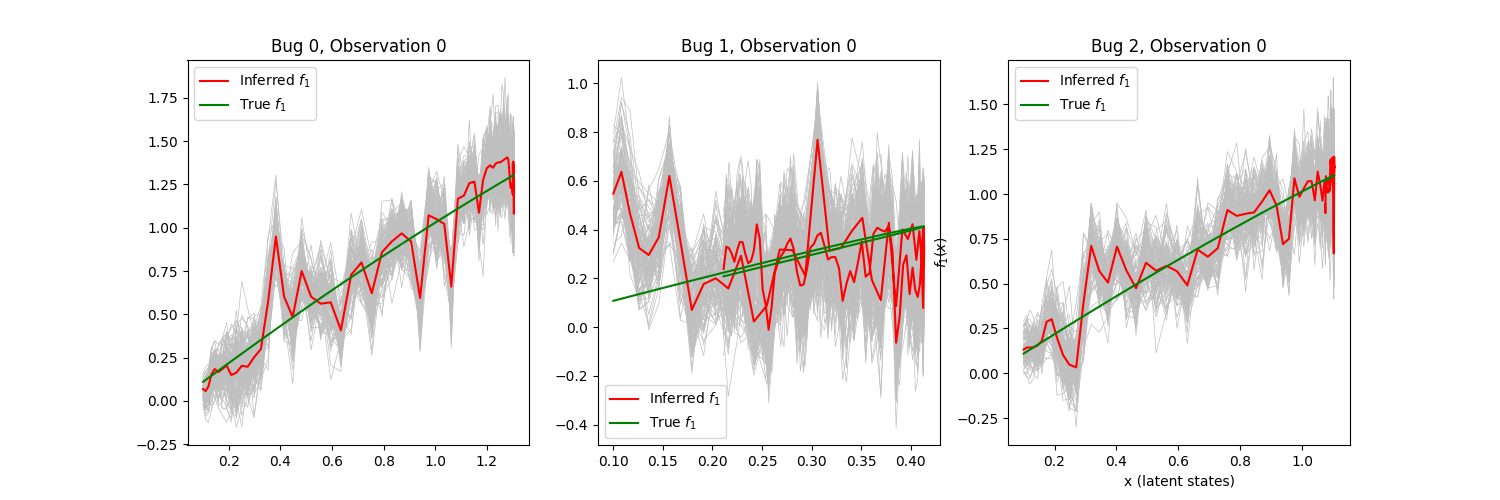 Bug 0, Observation 0
Inferred f₁
True f₁
1.75
1.50
1.25
1.00
0.75
0.50
0.25
0.00
−0.25
0.2 0.4 0.6 0.8 1.0 1.2
Bug 1, Observation 0
1.0
0.8
0.6
0.4
0.2
0.0
−0.2
−0.4
Inferred f₁
True f₁
0.10 0.15 0.20 0.25 0.30 0.35 0.40
Bug 2, Observation 0
Inferred f₁
True f₁
f₁(x)
1.50
1.25
1.00
0.75
0.50
0.25
0.00
−0.25
0.2 0.4 0.6 0.8 1.0
x (latent states)